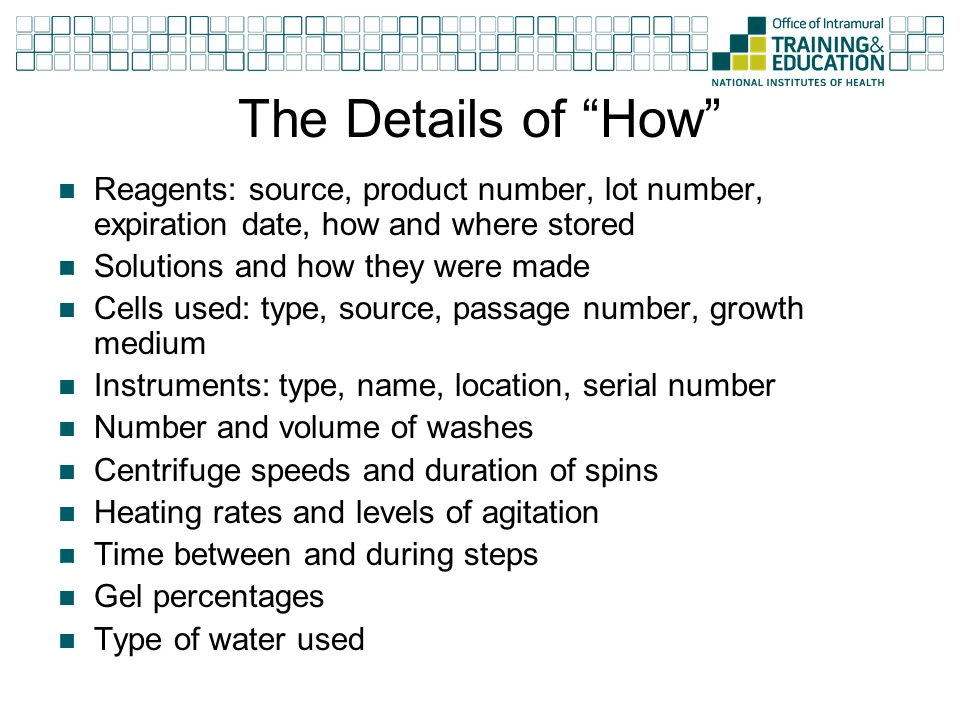 Office of Intramural
TRAINING&
EDUCATION
NATIONAL INSTITUTES OF HEALTH
The Details of “How”
Reagents: source, product number, lot number,
expiration date, how and where stored
Solutions and how they were made
Cells used: type, source, passage number, growth
medium
Instruments: type, name, location, serial number
Number and volume of washes
Centrifuge speeds and duration of spins
Heating rates and levels of agitation
Time between and during steps
Gel percentages
Type of water used